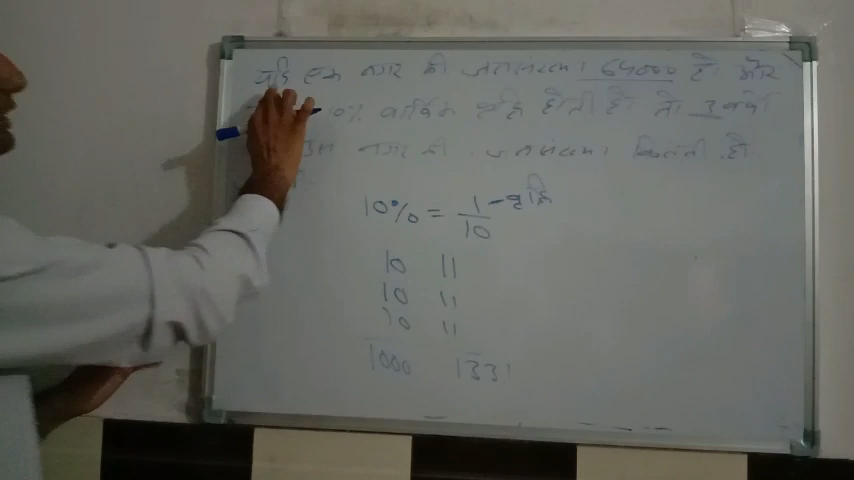 यदि एक नगर की जनसंख्या 64000 है। और
10% वार्षिक वृद्धि होती है। तो 3 वर्षो
उस नगर की जनसंख्या कितनी हो
10% = 1/10 - वृद्धि
10 11
10 11
10 11
1000 1331